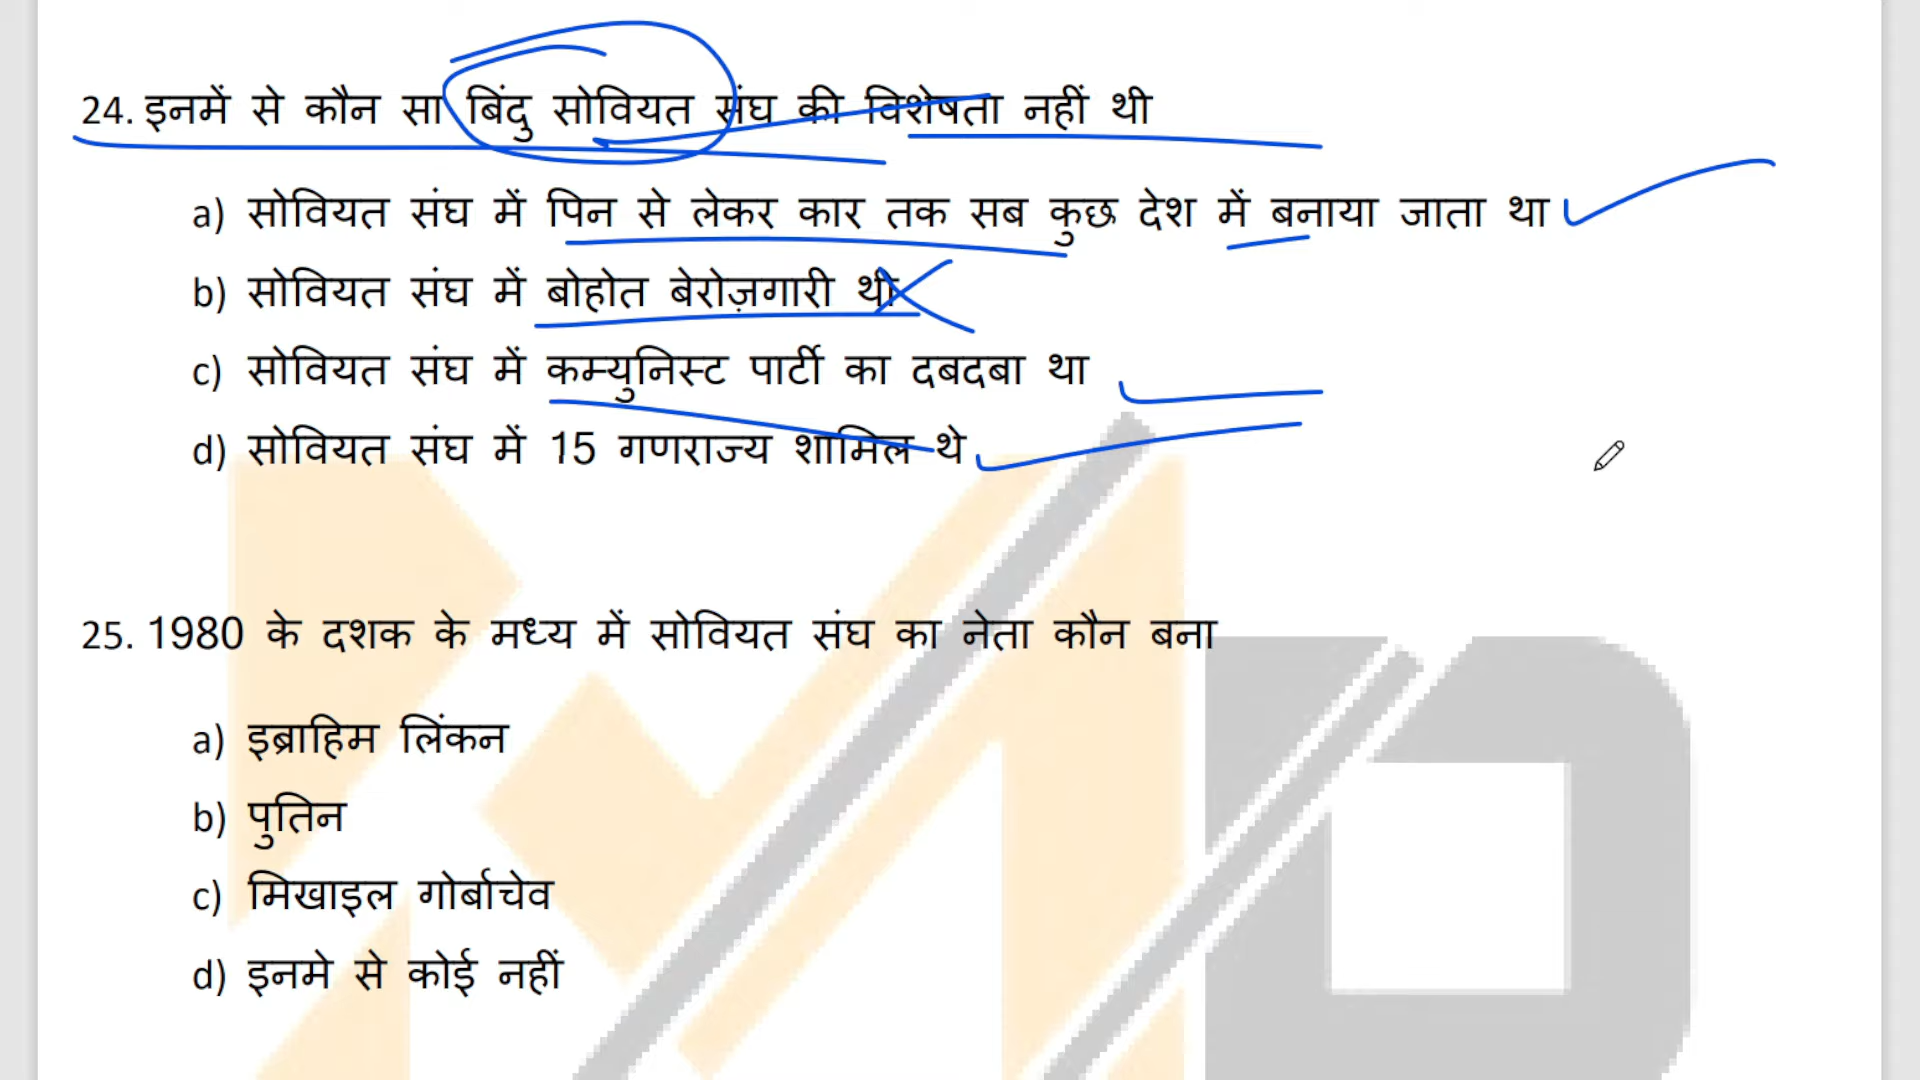 24. इनमें से कौन सा बिंदु सोवियत संघ की विशेषता नहीं थी
a) सोवियत संघ में पिन से लेकर कार तक सब कुछ देश में बनाया जाता था
b) सोवियत संघ में बोहोत बेरोज़गारी थी
c) सोवियत संघ में कम्युनिस्ट पार्टी का दबदबा था
d) सोवियत संघ में 15 गणराज्य शामिल थे
25. 1980 के दशक के मध्य में सोवियत संघ का नेता कौन बना
a) इब्राहिम लिंकन
b) पुतिन
c) मिखाइल गोर्बाचेव
d) इनमे से कोई नहीं